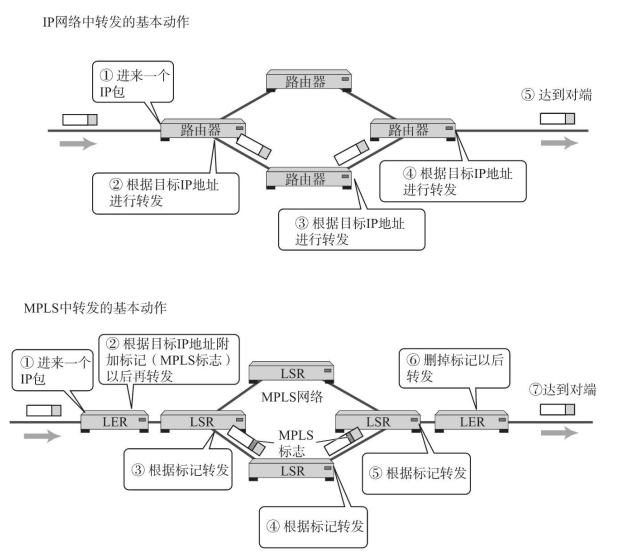 IP网络中转发的基本动作
① 进来一个
IP包
路由器
⑤ 达到对端
路由器
路由器
② 根据目标IP地址
进行转发
路由器
④ 根据目标IP地址
进行转发
③ 根据目标IP地址
进行转发
MPLS中转发的基本动作
① 进来一个
IP包
② 根据目标IP地址附
加标记（MPLS标志）
以后再转发
LSR
MPLS网络
⑥ 删掉标记以后
转发
⑦达到对端
LER
LSR
LSR
LER
MPLS
标志
③ 根据标记转发
LSR
⑤ 根据标记转发
④ 根据标记转发